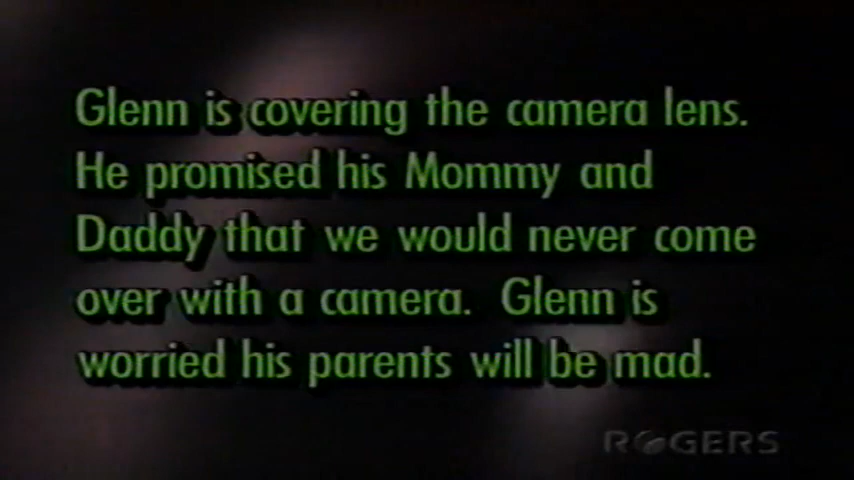 Glenn is covering the camera lens.
He promised his Mommy and
Daddy that we would never come
over with a camera. Glenn is
worried his parents will be mad.
ROGERS